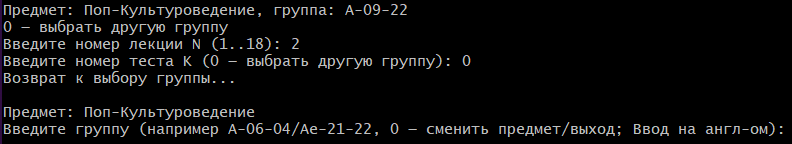 Предмет: Поп-Культуроведение, группа: А-09-22
0 — выбрать другую группу
Введите номер лекции N (1..18): 2
Введите номер теста K (0 — выбрать другую группу): 0
Возврат к выбору группы...
Предмет: Поп-Культуроведение
Введите группу (например А-06-04/Ае-21-22, 0 — сменить предмет/выход; Ввод на англ-ом):